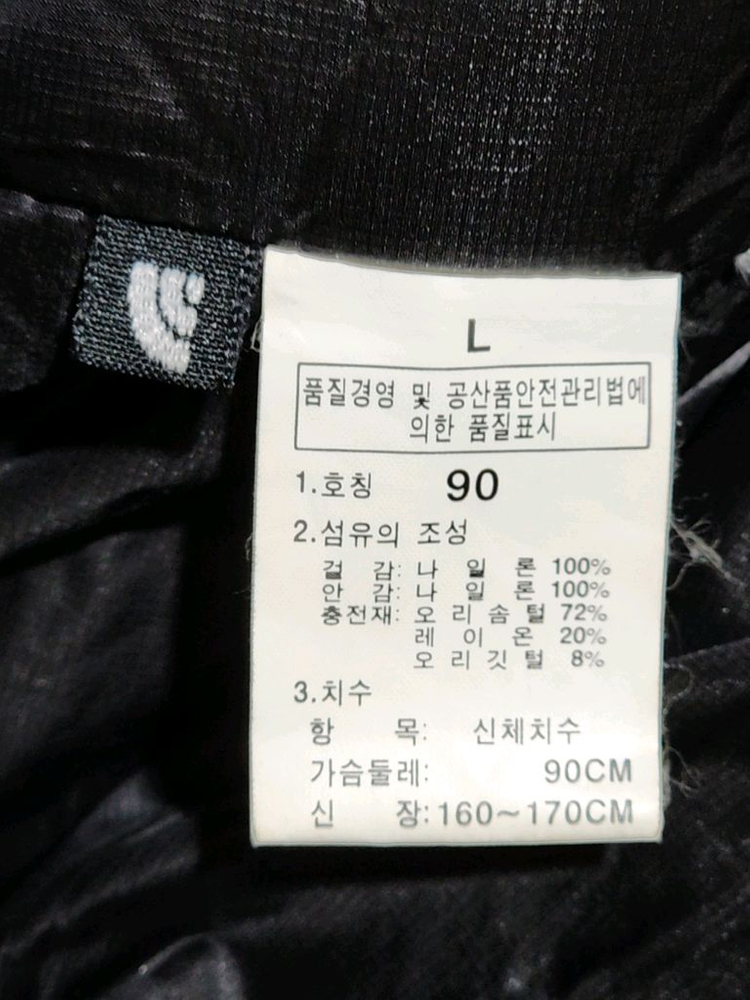 L
품질경영 및 공산품안전관리법에
의한 품질표시
1.호칭 90
2.섬유의 조성
겉 감: 나 일 론 100%
안 감: 나 일 론 100%
충전재: 오 리 솜 털 72%
레 이 온 20%
오 리 깃 털 8%
3.치수
항 목: 신체치수
가슴둘레: 90CM
신 장:160~170CM